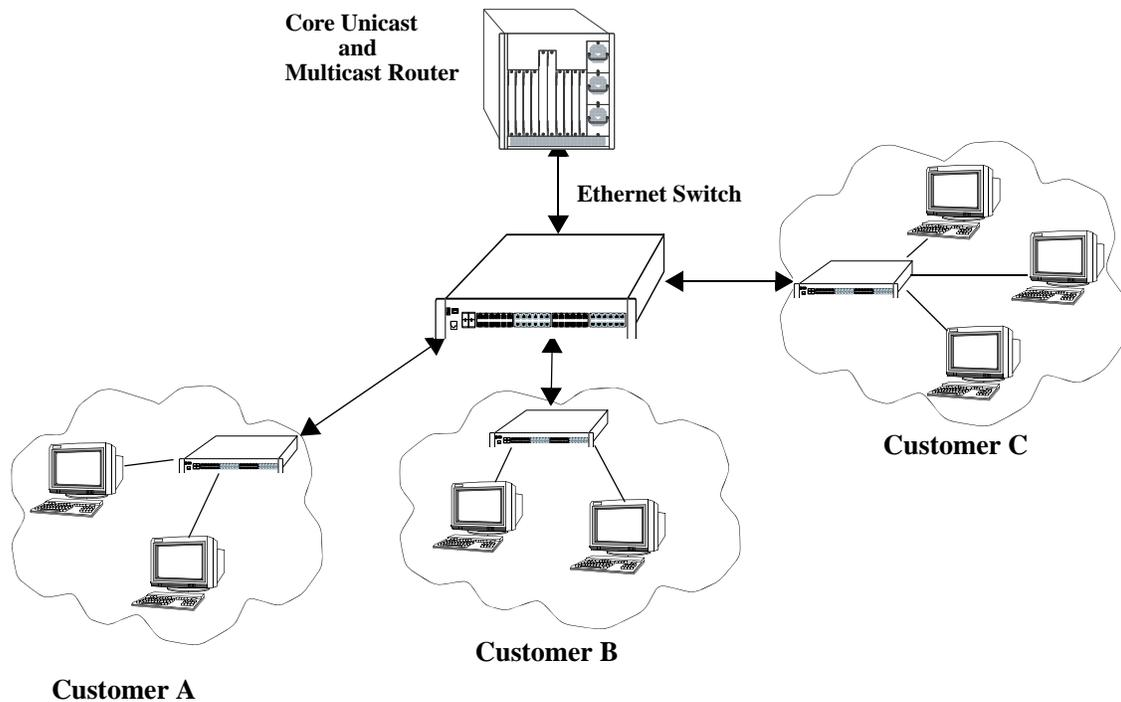 Core Unicast
and
Multicast Router
Ethernet Switch
Customer C
Customer B
Customer A